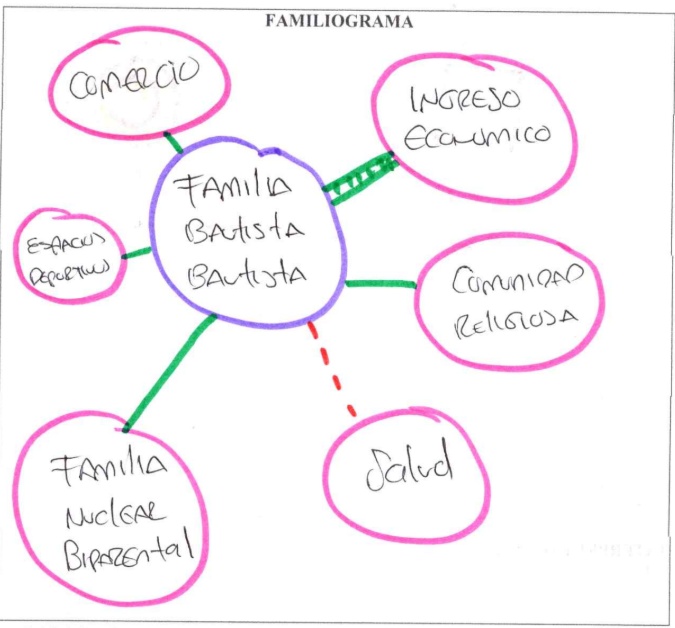 FAMILIOGRAMA
COMERCIO
INGRESO
ECONOMICO
FAMILIA
BAUTISTA
BAUTISTA
ESPACIOS
DEPORTIVOS
COMUNIDAD
RELIGIOSA
FAMILIA
NUCLEAR
BIPARENTAL
Salud